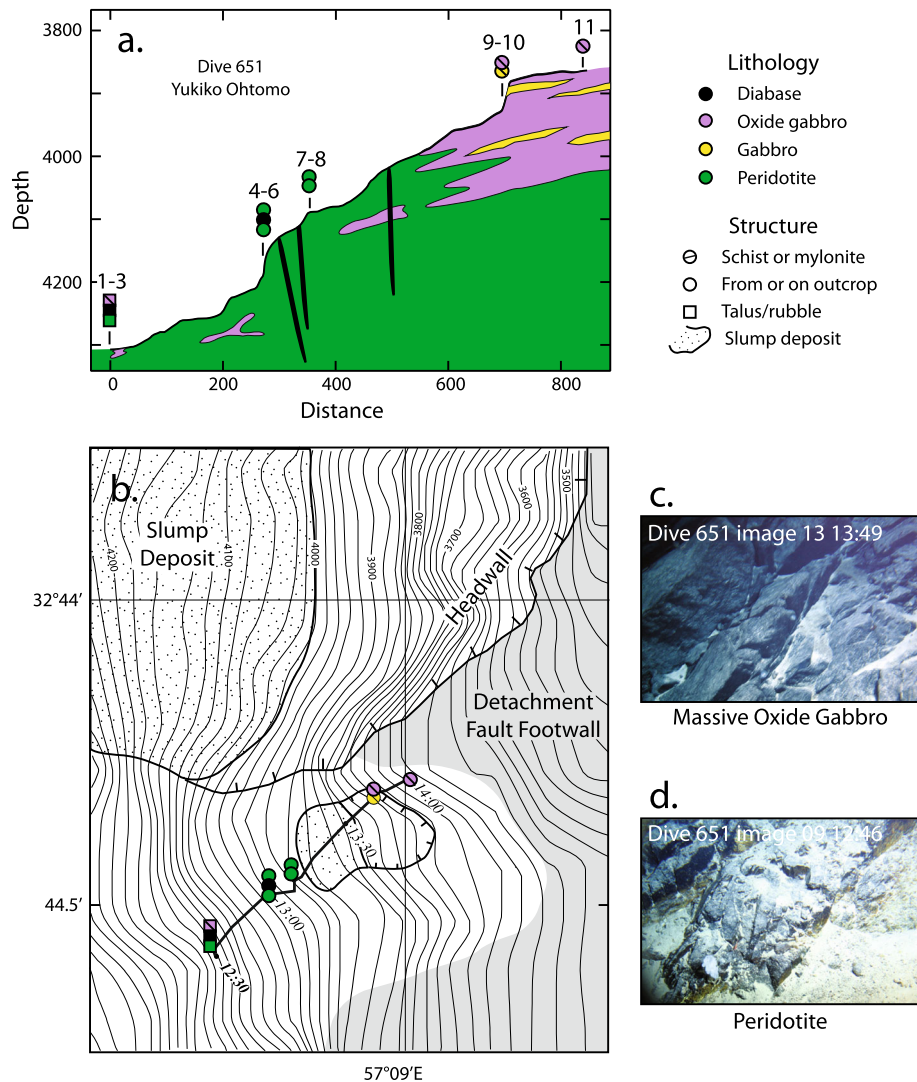 a.
Dive 651
Yukiko Ohtomo
3800
4000
4200
Depth
1-3
4-6
7-8
9-10
11
0
200
400
600
800
Distance
Lithology
Diabase
Oxide gabbro
Gabbro
Peridotite
Structure
Schist or mylonite
From or on outcrop
Talus/rubble
Slump deposit
b.
Slump
Deposit
4200
4100
4000
3900
3800
3700
3600
3500
Headwall
32°44′
Detachment
Fault Footwall
14:00
13:30
13:00
12:30
44.5′
57°09′E
c.
Dive 651 image 13 13:49
Massive Oxide Gabbro
d.
Dive 651 image 09 12:46
Peridotite